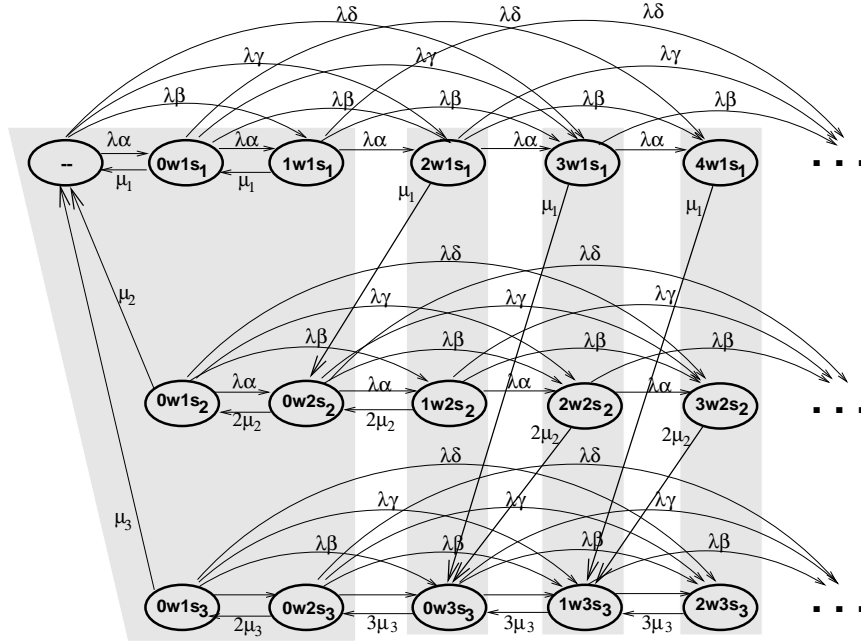 λδ λδ λδ
λγ λγ λγ
λβ λβ λβ λβ
λα λα λα λα λα
-- 0w1s₁ 1w1s₁ 2w1s₁ 3w1s₁ 4w1s₁ ...
μ₁ μ₁
μ₁ μ₁ μ₁
λδ λδ
μ₂ λγ λγ λγ
λβ λβ λβ λβ
λα λα λα λα
0w1s₂ 0w2s₂ 1w2s₂ 2w2s₂ 3w2s₂ ...
2μ₂ 2μ₂
2μ₂ 2μ₂
λδ λδ
μ₃ λγ λγ λγ
λβ λβ λβ λβ
0w1s₃ 0w2s₃ 0w3s₃ 1w3s₃ 2w3s₃ ...
2μ₃ 3μ₃ 3μ₃ 3μ₃